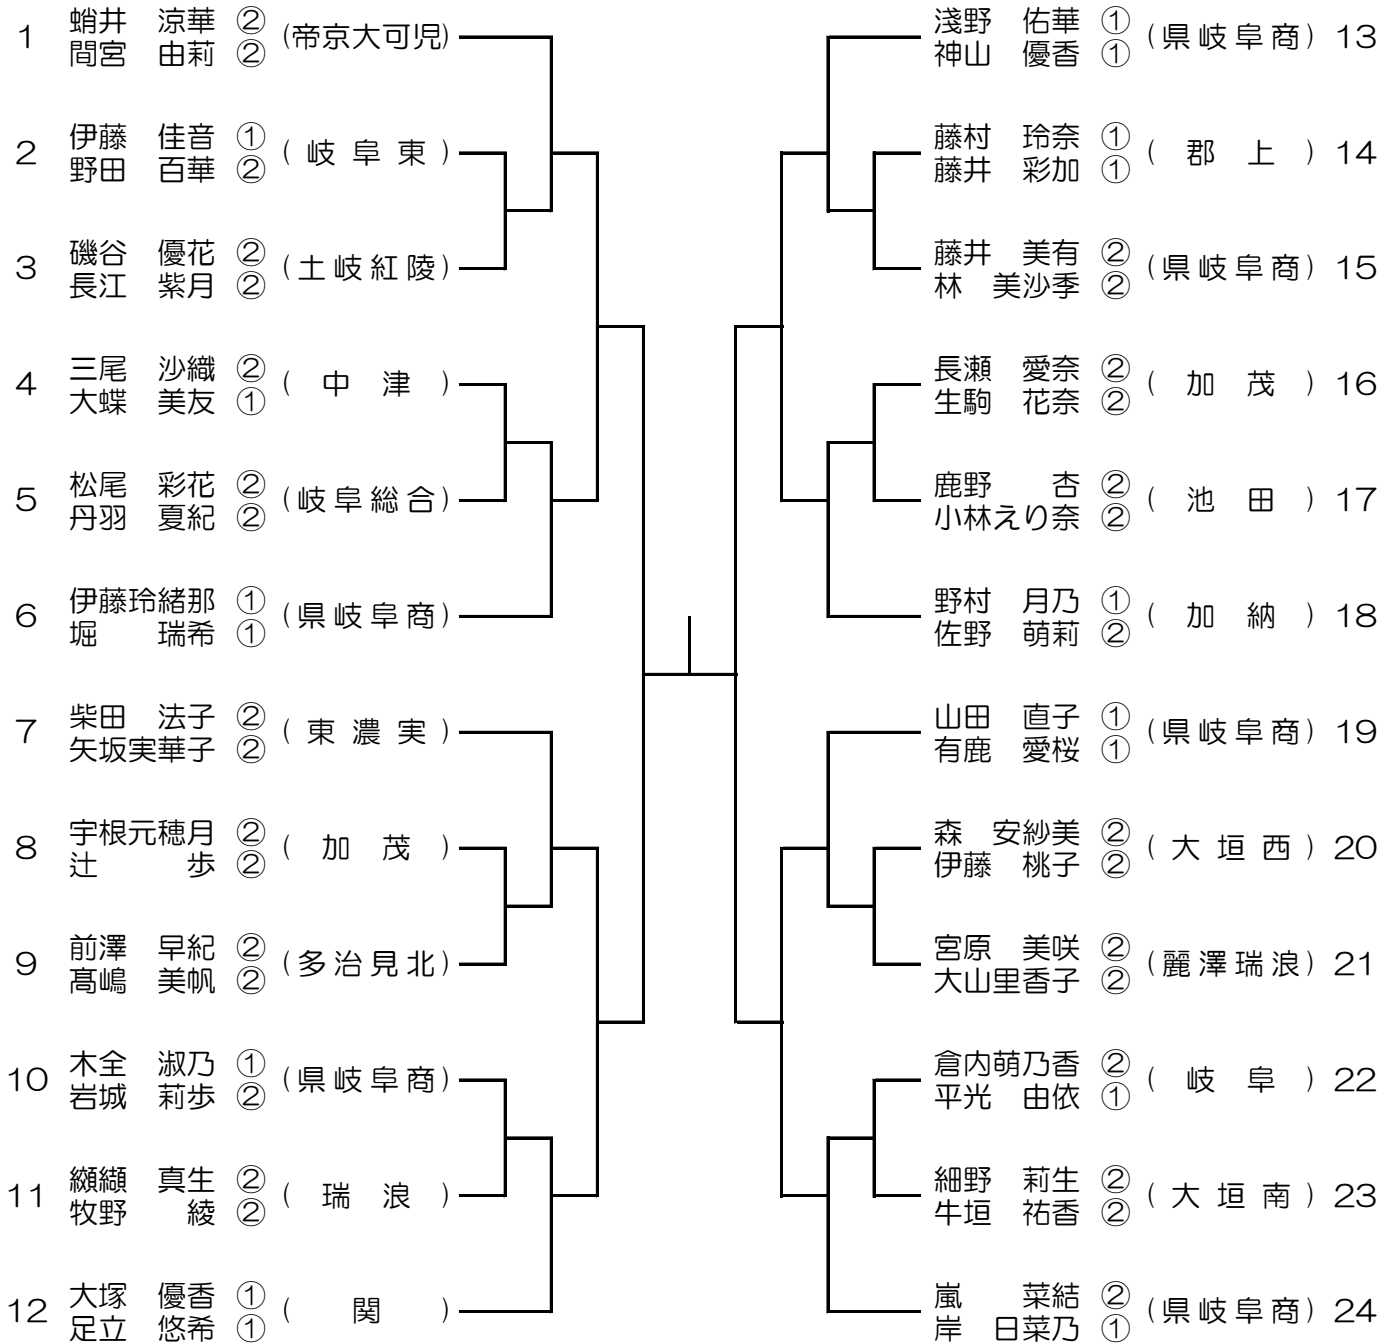 1 蛸井 涼華 ② (帝京大可児)
間宮 由莉 ②
2 伊藤 佳音 ① (岐阜東)
野田 百華 ②
3 磯谷 優花 ② (土岐紅陵)
長江 紫月 ②
4 三尾 沙織 ② (中津)
大蝶 美友 ①
5 松尾 彩花 ② (岐阜総合)
丹羽 夏紀 ②
6 伊藤玲緒那 ① (県岐阜商)
堀 瑞希 ①
7 柴田 法子 ② (東濃実)
矢坂実華子 ②
8 宇根元穂月 ② (加茂)
辻 歩 ②
9 前澤 早紀 ② (多治見北)
髙嶋 美帆 ②
10 木全 淑乃 ① (県岐阜商)
岩城 莉歩 ②
11 纐纈 真生 ② (瑞浪)
牧野 綾 ②
12 大塚 優香 ① (関)
足立 悠希 ①
淺野 佑華 ① (県岐阜商) 13
神山 優香 ①
藤村 玲奈 ① (郡上) 14
藤井 彩加 ①
藤井 美有 ② (県岐阜商) 15
林 美沙季 ②
長瀬 愛奈 ② (加茂) 16
生駒 花奈 ②
鹿野 杏 ② (池田) 17
小林えり奈 ②
野村 月乃 ① (加納) 18
佐野 萌莉 ②
山田 直子 ① (県岐阜商) 19
有鹿 愛桜 ①
森 安紗美 ② (大垣西) 20
伊藤 桃子 ②
宮原 美咲 ② (麗澤瑞浪) 21
大山里香子 ②
倉内萌乃香 ② (岐阜) 22
平光 由依 ①
細野 莉生 ② (大垣南) 23
牛垣 祐香 ②
嵐 菜結 ② (県岐阜商) 24
岸 日菜乃 ①